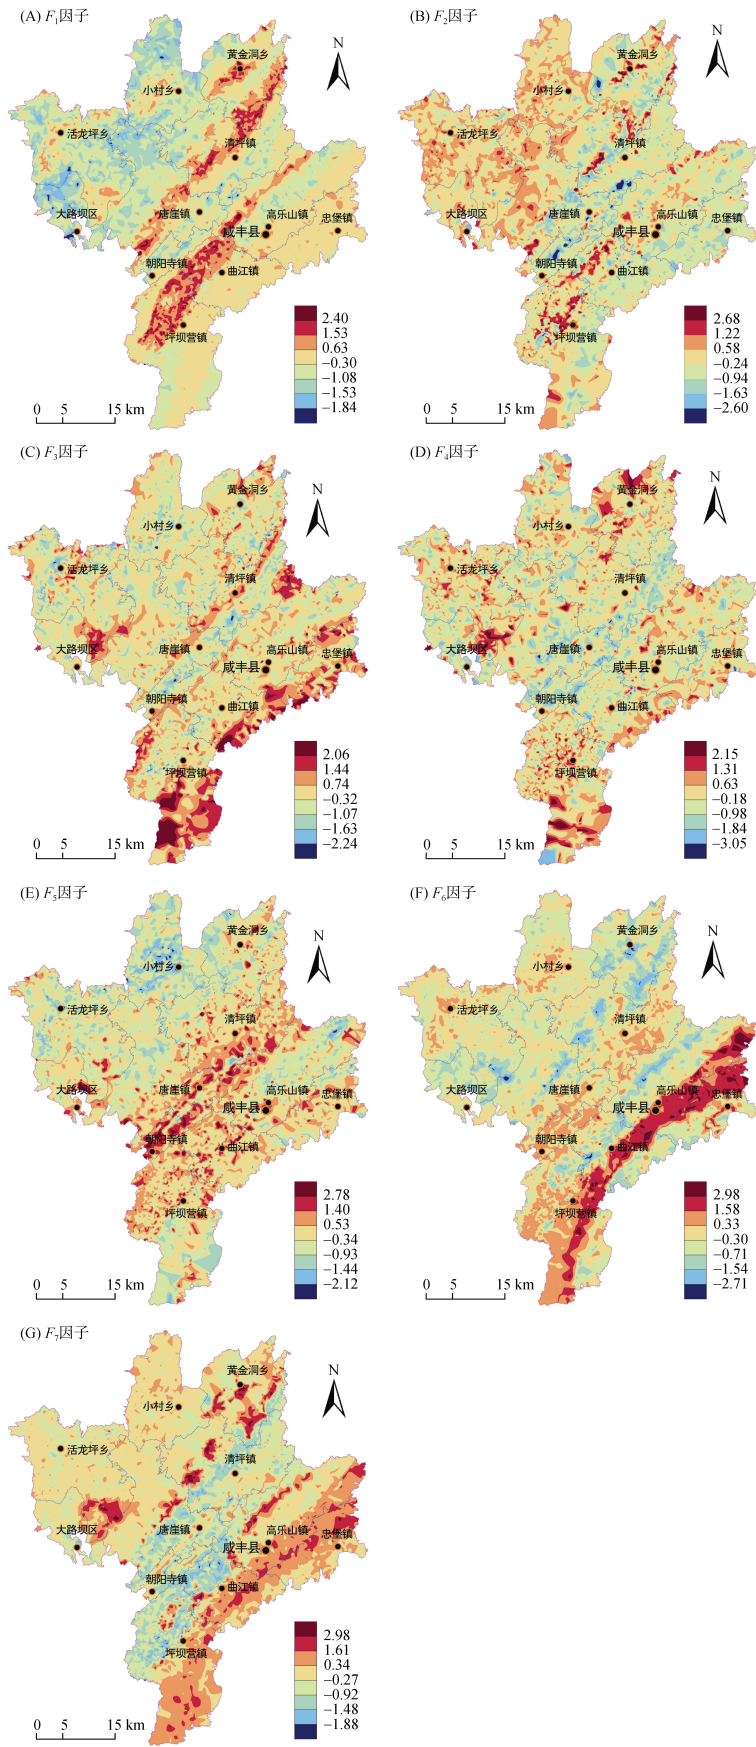 (A) F1因子
N
黄金洞乡
小村乡
活龙坪乡
清坪镇
大路坝区
唐崖镇
高乐山镇
忠堡镇
咸丰县
朝阳寺镇
曲江镇
坪坝营镇
2.40
1.53
0.63
−0.30
−1.08
−1.53
−1.84
0 5 15 km
(B) F2因子
N
黄金洞乡
小村乡
活龙坪乡
清坪镇
大路坝区
唐崖镇
高乐山镇
忠堡镇
咸丰县
朝阳寺镇
曲江镇
坪坝营镇
2.68
1.22
0.58
−0.24
−0.94
−1.63
−2.60
0 5 15 km
(C) F3因子
N
黄金洞乡
小村乡
活龙坪乡
清坪镇
大路坝区
唐崖镇
高乐山镇
忠堡镇
咸丰县
朝阳寺镇
曲江镇
坪坝营镇
2.06
1.44
0.74
−0.32
−1.07
−1.63
−2.24
0 5 15 km
(D) F4因子
N
黄金洞乡
小村乡
活龙坪乡
清坪镇
大路坝区
唐崖镇
高乐山镇
忠堡镇
咸丰县
朝阳寺镇
曲江镇
坪坝营镇
2.15
1.31
0.63
−0.18
−0.98
−1.84
−3.05
0 5 15 km
(E) F5因子
N
黄金洞乡
小村乡
活龙坪乡
清坪镇
大路坝区
唐崖镇
高乐山镇
忠堡镇
咸丰县
朝阳寺镇
曲江镇
坪坝营镇
2.78
1.40
0.53
−0.34
−0.93
−1.44
−2.12
0 5 15 km
(F) F6因子
N
黄金洞乡
小村乡
活龙坪乡
清坪镇
大路坝区
唐崖镇
高乐山镇
忠堡镇
咸丰县
朝阳寺镇
曲江镇
坪坝营镇
2.98
1.58
0.33
−0.30
−0.71
−1.54
−2.71
0 5 15 km
(G) F7因子
N
黄金洞乡
小村乡
活龙坪乡
清坪镇
大路坝区
唐崖镇
高乐山镇
忠堡镇
咸丰县
朝阳寺镇
曲江镇
坪坝营镇
2.98
1.61
0.34
−0.27
−0.92
−1.48
−1.88
0 5 15 km